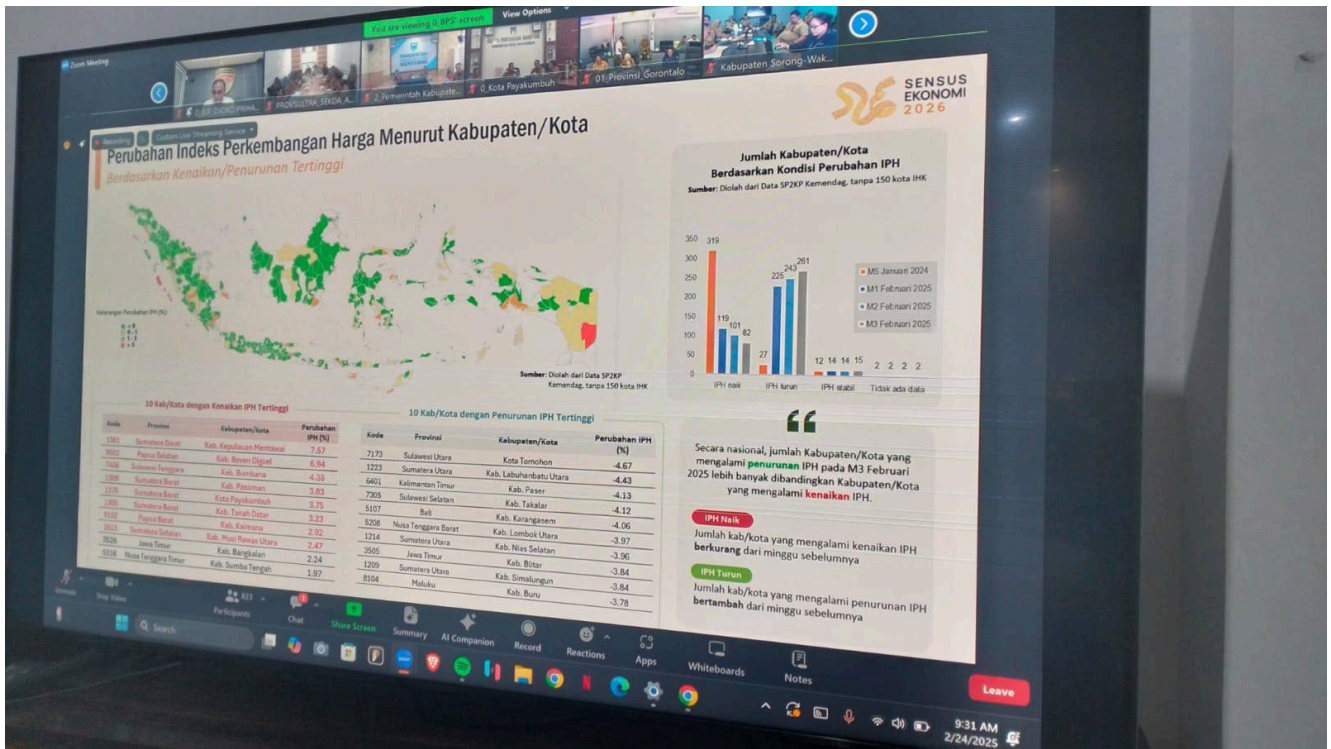 Zoom Meeting
You are viewing 0_BPS' screen
View Options
PROVSULTRA_SEKDA_A...
2_Pemerintah Kabupate...
0_Kota Payakumbuh
01_Provinsi_Gorontalo
Kabupaten Sorong-Wak...
Recording
Custom Live Streaming Service
SENSUS
EKONOMI
2026
Perubahan Indeks Perkembangan Harga Menurut Kabupaten/Kota
Berdasarkan Kenaikan/Penurunan Tertinggi
Keterangan Perubahan IPH (%)
Sumber: Diolah dari Data SP2KP
Kemendag, tanpa 150 kota IHK
Jumlah Kabupaten/Kota
Berdasarkan Kondisi Perubahan IPH
Sumber: Diolah dari Data SP2KP Kemendag, tanpa 150 kota IHK
350
300
250
200
150
100
50
0
319 119 101 82
27 225 243 261
12 14 14 15
2 2 2 2
IPH naik IPH turun IPH stabil Tidak ada data
M5 Januari 2024
M1 Februari 2025
M2 Februari 2025
M3 Februari 2025
10 Kab/Kota dengan Kenaikan IPH Tertinggi
Kode Provinsi Kabupaten/Kota Perubahan IPH (%)
Sumatera Barat Kab. Kepulauan Mentawai 7.57
Papua Selatan Kab. Boven Digoel 6.94
Sulawesi Tenggara Kab. Bombana 4.38
Sumatera Barat Kab. Pasaman 3.83
Sumatera Barat Kota Payakumbuh 3.75
Sumatera Barat Kab. Tanah Datar 3.23
Papua Barat Kab. Kaimana 2.92
Sumatera Selatan Kab. Musi Rawas Utara 2.47
3526 Jawa Timur Kab. Bangkalan 2.24
Nusa Tenggara Timur Kab. Sumba Tengah 1.97
10 Kab/Kota dengan Penurunan IPH Tertinggi
Kode Provinsi Kabupaten/Kota Perubahan IPH (%)
7173 Sulawesi Utara Kota Tomohon -4.67
1223 Sumatera Utara Kab. Labuhanbatu Utara -4.43
6401 Kalimantan Timur Kab. Paser -4.13
7305 Sulawesi Selatan Kab. Takalar -4.12
5107 Bali Kab. Karangasem -4.06
5208 Nusa Tenggara Barat Kab. Lombok Utara -3.97
1214 Sumatera Utara Kab. Nias Selatan -3.96
3505 Jawa Timur Kab. Blitar -3.84
1209 Sumatera Utara Kab. Simalungun -3.84
8104 Maluku Kab. Buru -3.78
Secara nasional, jumlah Kabupaten/Kota yang
mengalami penurunan IPH pada M3 Februari
2025 lebih banyak dibandingkan Kabupaten/Kota
yang mengalami kenaikan IPH.
IPH Naik
Jumlah kab/kota yang mengalami kenaikan IPH
berkurang dari minggu sebelumnya
IPH Turun
Jumlah kab/kota yang mengalami penurunan IPH
bertambah dari minggu sebelumnya
Unmute
Stop Video
823
Participants
1
Chat
Share Screen
Summary
AI Companion
Record
Reactions
Apps
Whiteboards
Notes
Leave
Search
9:31 AM
2/24/2025